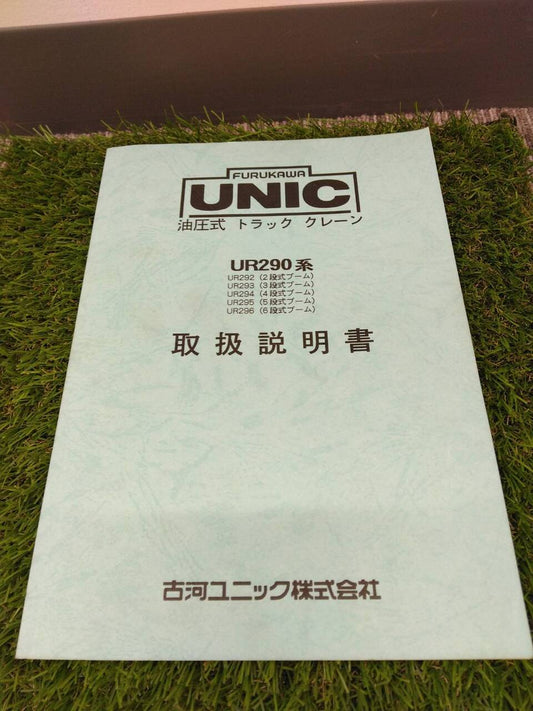 FURUKAWA
UNIC
油圧式 トラック クレーン
UR290系
UR292 (2段式ブーム)
UR293 (3段式ブーム)
UR294 (4段式ブーム)
UR295 (5段式ブーム)
UR296 (6段式ブーム)
取扱説明書
古河ユニック株式会社